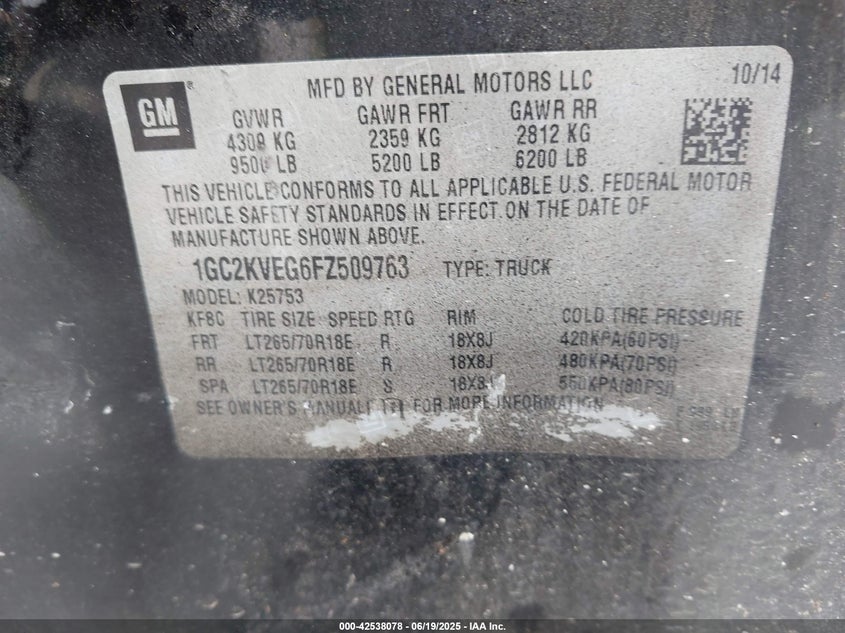 MFD BY GENERAL MOTORS LLC 10/14
GM®
GVWR GAWR FRT GAWR RR
4309 KG 2359 KG 2812 KG
9500 LB 5200 LB 6200 LB
THIS VEHICLE CONFORMS TO ALL APPLICABLE U.S. FEDERAL MOTOR
VEHICLE SAFETY STANDARDS IN EFFECT ON THE DATE OF
MANUFACTURE SHOWN ABOVE.
1GC2KVEG6FZ509763 TYPE: TRUCK
MODEL: K25753
KF8C TIRE SIZE SPEED RTG RIM COLD TIRE PRESSURE
FRT LT265/70R18E R 18X8J 420KPA(60PSI)
RR LT265/70R18E R 18X8J 480KPA(70PSI)
SPA LT265/70R18E S 18X8J 550KPA(80PSI)
SEE OWNER'S MANUAL FOR MORE INFORMATION
000-42538078 - 06/19/2025 - IAA Inc.